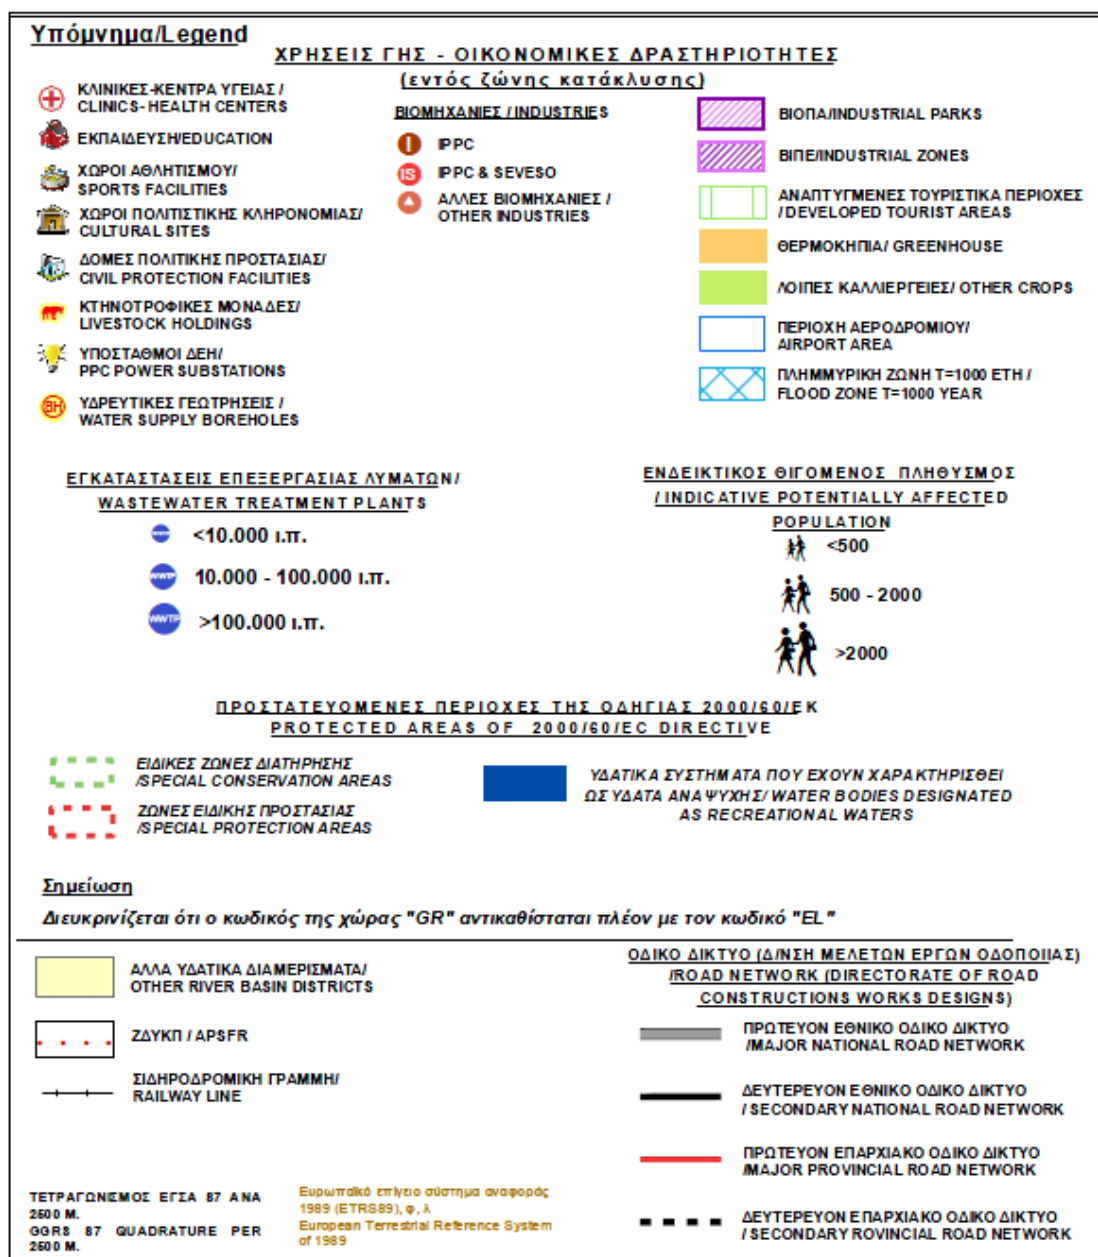 Υπόμνημα/Legend
ΧΡΗΣΕΙΣ ΓΗΣ - ΟΙΚΟΝΟΜΙΚΕΣ ΔΡΑΣΤΗΡΙΟΤΗΤΕΣ
(εντός ζώνης κατάκλυσης)
ΚΛΙΝΙΚΕΣ-ΚΕΝΤΡΑ ΥΓΕΙΑΣ /
CLINICS- HEALTH CENTERS
ΕΚΠΑΙΔΕΥΣΗ/EDUCATION
ΧΩΡΟΙ ΑΘΛΗΤΙΣΜΟΥ/
SPORTS FACILITIES
ΧΩΡΟΙ ΠΟΛΙΤΙΣΤΙΚΗΣ ΚΛΗΡΟΝΟΜΙΑΣ/
CULTURAL SITES
ΔΟΜΕΣ ΠΟΛΙΤΙΚΗΣ ΠΡΟΣΤΑΣΙΑΣ/
CIVIL PROTECTION FACILITIES
ΚΤΗΝΟΤΡΟΦΙΚΕΣ ΜΟΝΑΔΕΣ/
LIVESTOCK HOLDINGS
ΥΠΟΣΤΑΘΜΟΙ ΔΕΗ/
PPC POWER SUBSTATIONS
BH
ΥΔΡΕΥΤΙΚΕΣ ΓΕΩΤΡΗΣΕΙΣ /
WATER SUPPLY BOREHOLES
ΒΙΟΜΗΧΑΝΙΕΣ / INDUSTRIES
I IPPC
IS IPPC & SEVESO
ΑΛΛΕΣ ΒΙΟΜΗΧΑΝΙΕΣ /
OTHER INDUSTRIES
ΒΙΟΠΑ/INDUSTRIAL PARKS
ΒΙΠΕ/INDUSTRIAL ZONES
ΑΝΑΠΤΥΓΜΕΝΕΣ ΤΟΥΡΙΣΤΙΚΑ ΠΕΡΙΟΧΕΣ
/ DEVELOPED TOURIST AREAS
ΘΕΡΜΟΚΗΠΙΑ/ GREENHOUSE
ΛΟΙΠΕΣ ΚΑΛΛΙΕΡΓΕΙΕΣ/ OTHER CROPS
ΠΕΡΙΟΧΗ ΑΕΡΟΔΡΟΜΙΟΥ/
AIRPORT AREA
ΠΛΗΜΜΥΡΙΚΗ ΖΩΝΗ Τ=1000 ΕΤΗ /
FLOOD ZONE T=1000 YEAR
ΕΓΚΑΤΑΣΤΑΣΕΙΣ ΕΠΕΞΕΡΓΑΣΙΑΣ ΛΥΜΑΤΩΝ/
WASTEWATER TREATMENT PLANTS
<10.000 ι.π.
WWTP 10.000 - 100.000 ι.π.
WWTP >100.000 ι.π.
ΕΝΔΕΙΚΤΙΚΟΣ ΘΙΓΟΜΕΝΟΣ ΠΛΗΘΥΣΜΟΣ
/ INDICATIVE POTENTIALLY AFFECTED
POPULATION
<500
500 - 2000
>2000
ΠΡΟΣΤΑΤΕΥΟΜΕΝΕΣ ΠΕΡΙΟΧΕΣ ΤΗΣ ΟΔΗΓΙΑΣ 2000/60/ΕΚ
PROTECTED AREAS OF 2000/60/EC DIRECTIVE
ΕΙΔΙΚΕΣ ΖΩΝΕΣ ΔΙΑΤΗΡΗΣΗΣ
/SPECIAL CONSERVATION AREAS
ΖΩΝΕΣ ΕΙΔΙΚΗΣ ΠΡΟΣΤΑΣΙΑΣ
/SPECIAL PROTECTION AREAS
ΥΔΑΤΙΚΑ ΣΥΣΤΗΜΑΤΑ ΠΟΥ ΕΧΟΥΝ ΧΑΡΑΚΤΗΡΙΣΘΕΙ
ΩΣ ΥΔΑΤΑ ΑΝΑΨΥΧΗΣ/ WATER BODIES DESIGNATED
AS RECREATIONAL WATERS
Σημείωση
Διευκρινίζεται ότι ο κωδικός της χώρας "GR" αντικαθίσταται πλέον με τον κωδικό "EL"
ΑΛΛΑ ΥΔΑΤΙΚΑ ΔΙΑΜΕΡΙΣΜΑΤΑ/
OTHER RIVER BASIN DISTRICTS
ΖΔΥΚΠ / APSFR
ΣΙΔΗΡΟΔΡΟΜΙΚΗ ΓΡΑΜΜΗ/
RAILWAY LINE
ΟΔΙΚΟ ΔΙΚΤΥΟ (Δ/ΝΣΗ ΜΕΛΕΤΩΝ ΕΡΓΩΝ ΟΔΟΠΟΙΙΑΣ)
/ROAD NETWORK (DIRECTORATE OF ROAD
CONSTRUCTIONS WORKS DESIGNS)
ΠΡΩΤΕΥΟΝ ΕΘΝΙΚΟ ΟΔΙΚΟ ΔΙΚΤΥΟ
/MAJOR NATIONAL ROAD NETWORK
ΔΕΥΤΕΡΕΥΟΝ ΕΘΝΙΚΟ ΟΔΙΚΟ ΔΙΚΤΥΟ
/ SECONDARY NATIONAL ROAD NETWORK
ΠΡΩΤΕΥΟΝ ΕΠΑΡΧΙΑΚΟ ΟΔΙΚΟ ΔΙΚΤΥΟ
/MAJOR PROVINCIAL ROAD NETWORK
ΔΕΥΤΕΡΕΥΟΝ ΕΠΑΡΧΙΑΚΟ ΟΔΙΚΟ ΔΙΚΤΥΟ
/ SECONDARY ROVINCIAL ROAD NETWORK
ΤΕΤΡΑΓΩΝΙΣΜΟΣ ΕΓΣΑ 87 ΑΝΑ
2500 Μ.
GGRS 87 QUADRATURE PER
2500 M.
Ευρωπαϊκό επίγειο σύστημα αναφοράς
1989 (ETRS89), φ, λ
European Terrestrial Reference System
of 1989